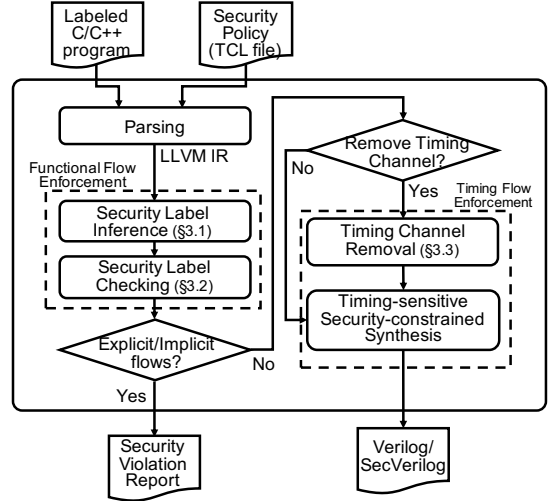 Labeled
C/C++
program
Security
Policy
(TCL file)
Parsing
LLVM IR
Functional Flow
Enforcement
Security Label
Inference (§3.1)
Security Label
Checking (§3.2)
Explicit/Implicit
flows?
No
Yes
Security
Violation
Report
Remove Timing
Channel?
No
Yes
Timing Flow
Enforcement
Timing Channel
Removal (§3.3)
Timing-sensitive
Security-constrained
Synthesis
Verilog/
SecVerilog